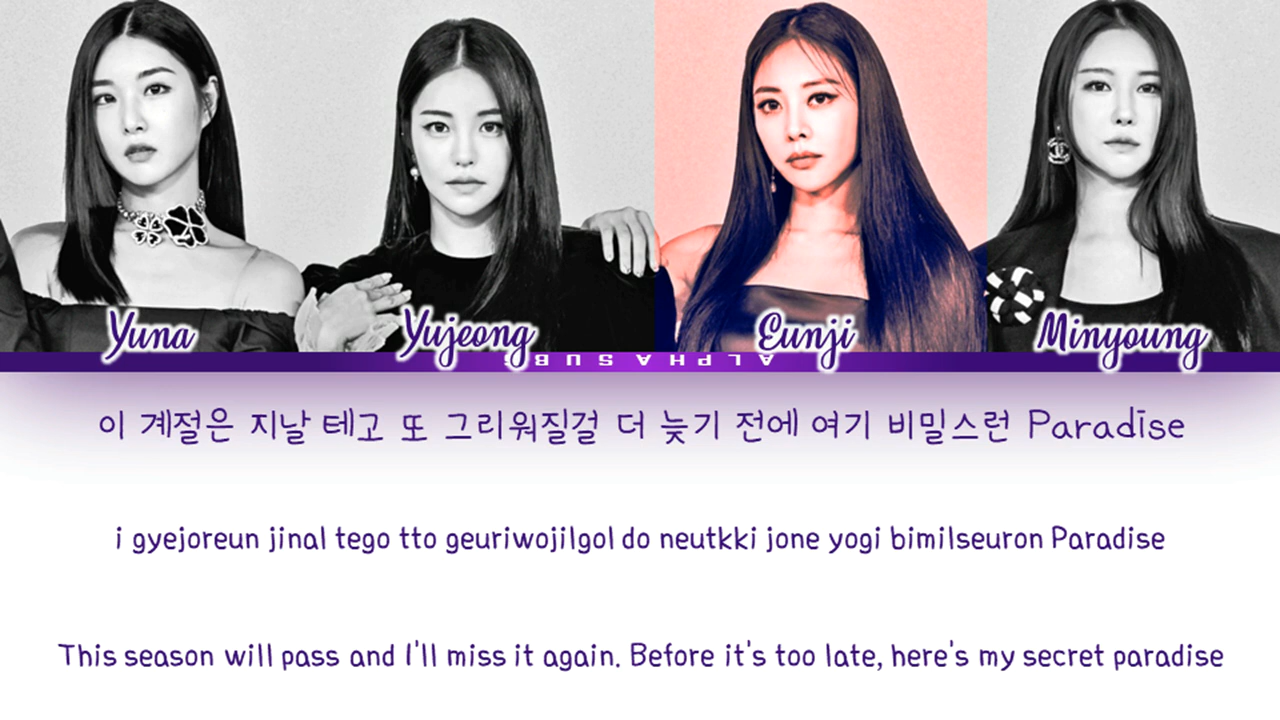 Yuna Yujeong Eunji Minyoung
ALPHA SUBS
이 계절은 지날 테고 또 그리워질걸 더 늦기 전에 여기 비밀스런 Paradise
i gyejoreun jinal tego tto geuriwojilgol do neutkki jone yogi bimilseuron Paradise
This season will pass and I'll miss it again. Before it's too late, here's my secret paradise